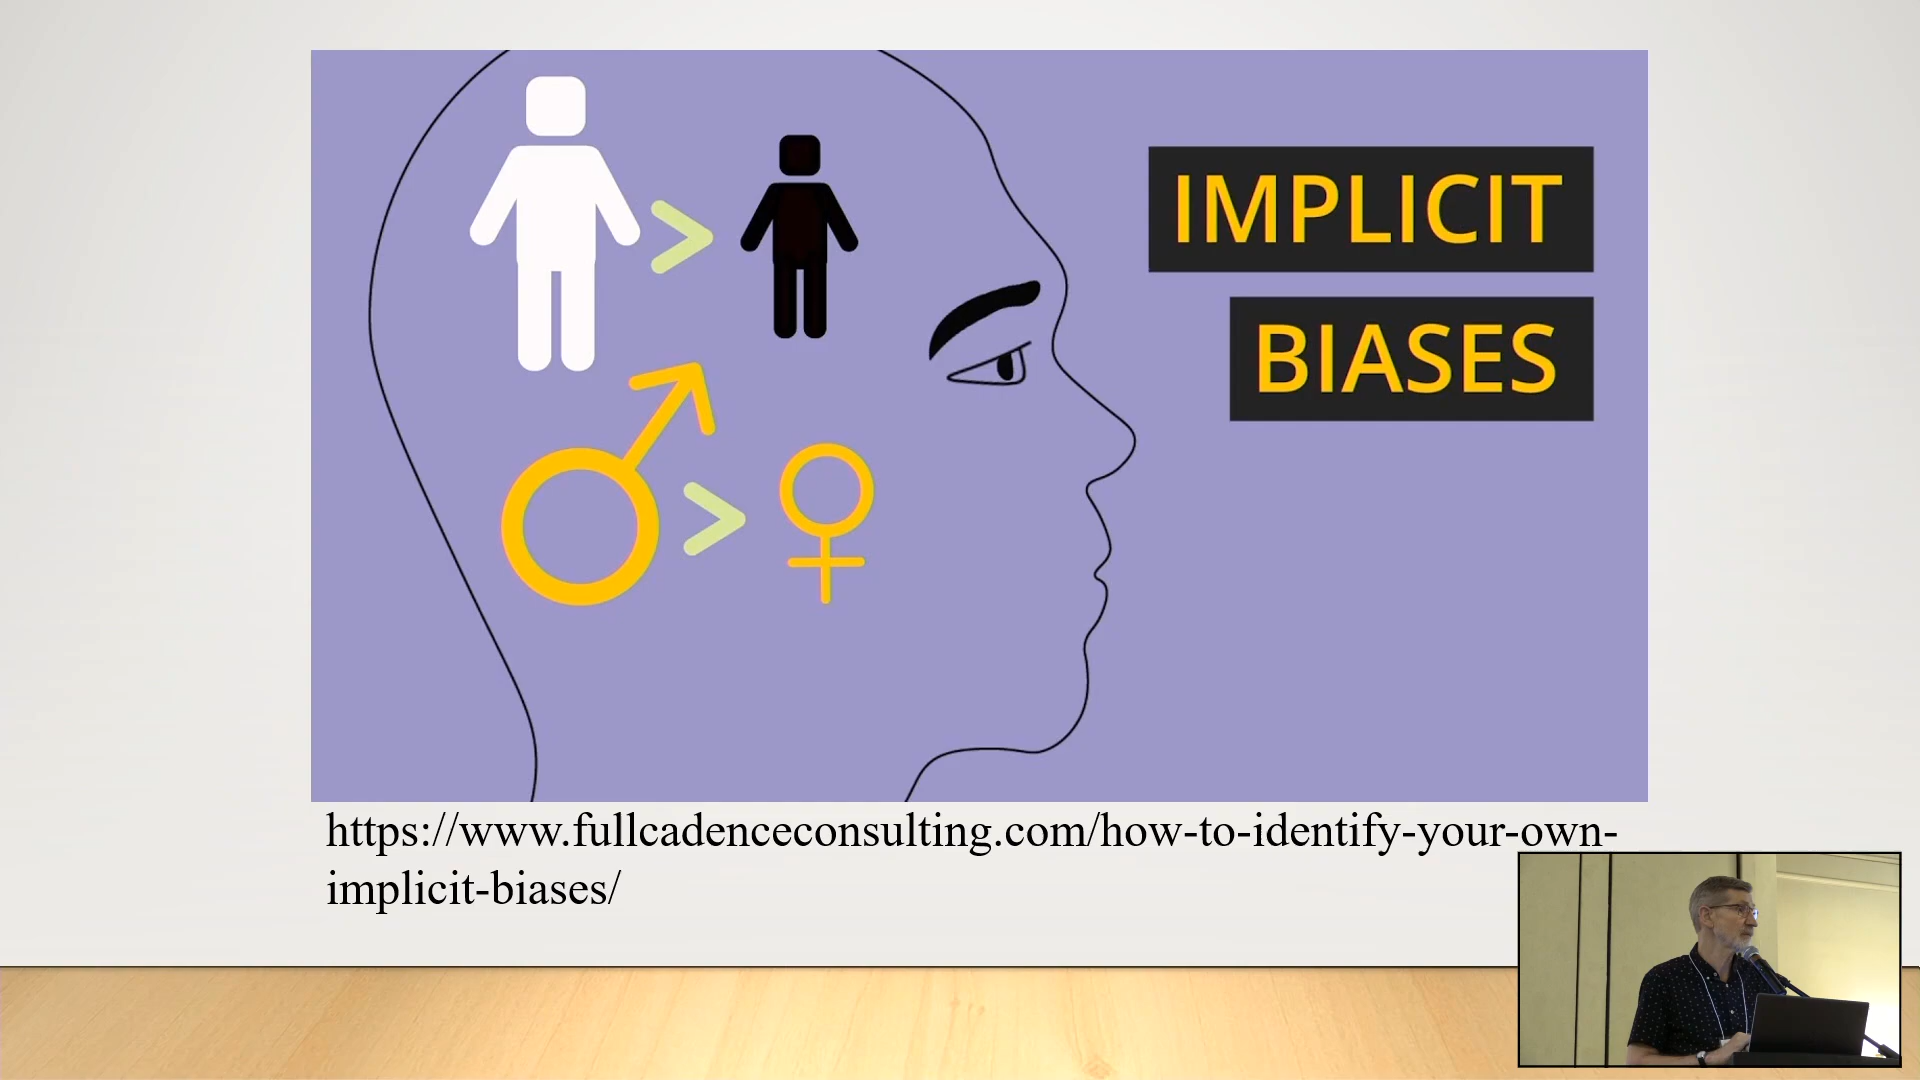 IMPLICIT
BIASES
https://www.fullcadenceconsulting.com/how-to-identify-your-own-
implicit-biases/